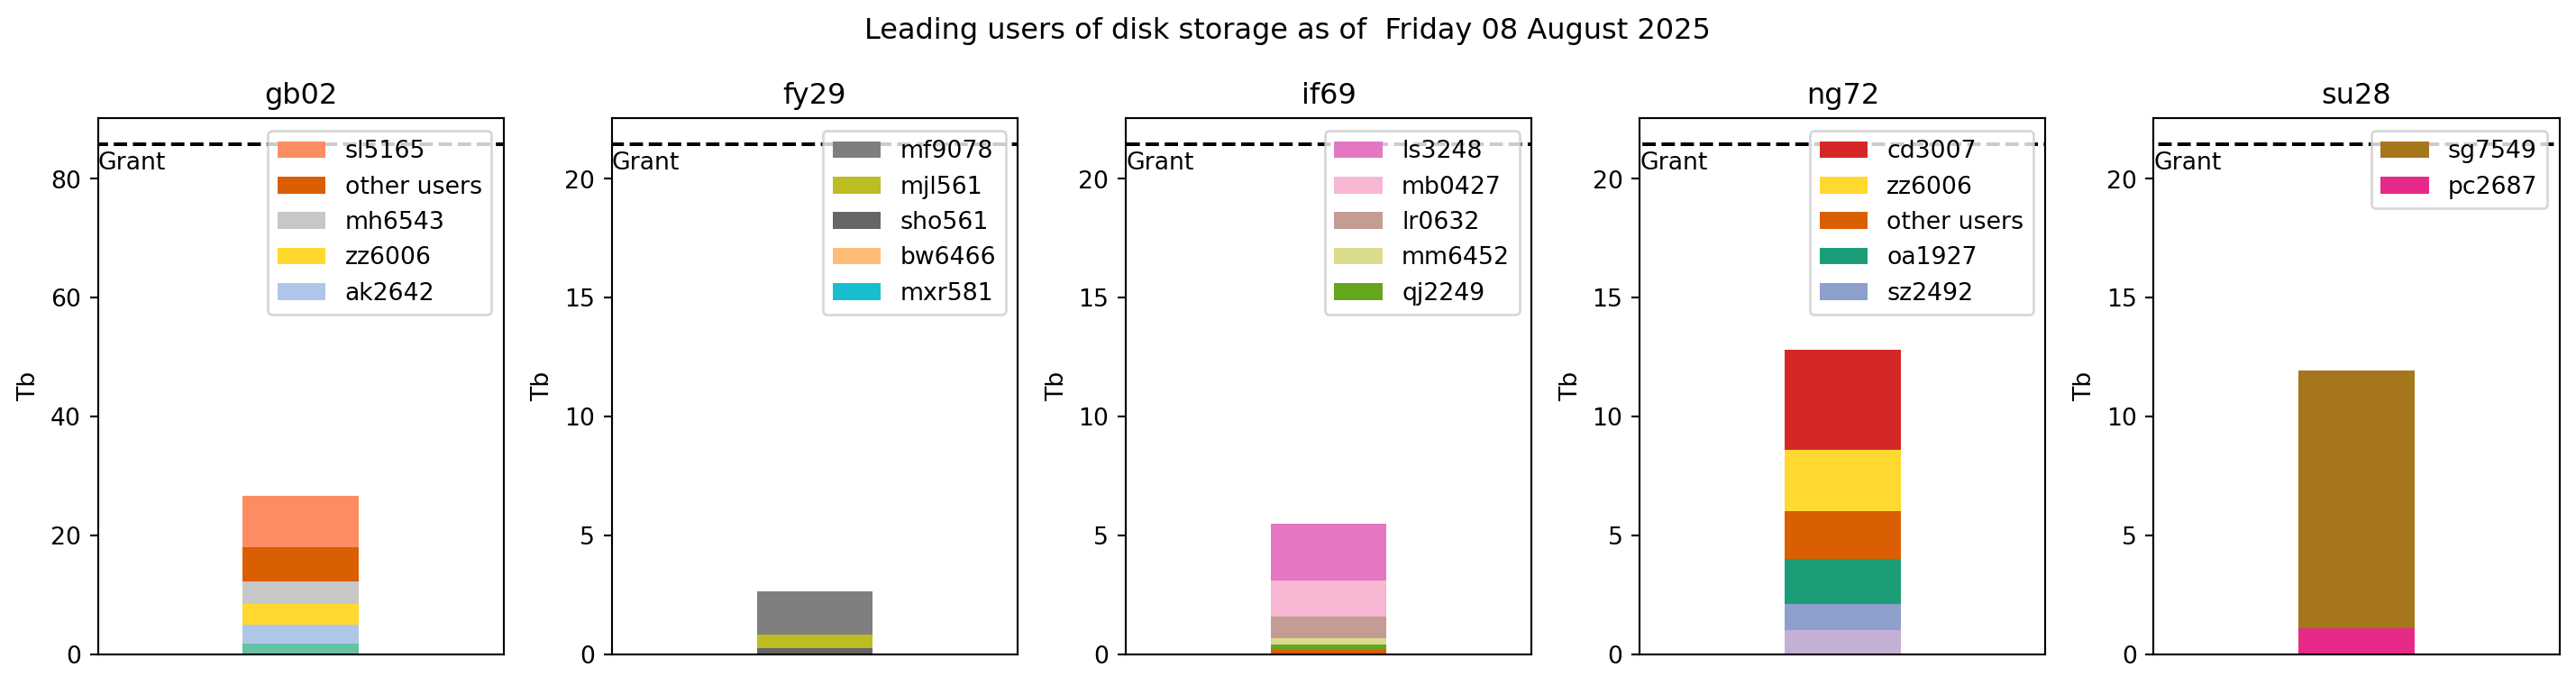 Leading users of disk storage as of  Friday 08 August 2025
gb02
Grant
sl5165
other users
mh6543
zz6006
ak2642
80
60
40
20
0
Tb
fy29
Grant
mf9078
mjl561
sho561
bw6466
mxr581
20
15
10
5
0
Tb
if69
Grant
ls3248
mb0427
lr0632
mm6452
qj2249
20
15
10
5
0
Tb
ng72
Grant
cd3007
zz6006
other users
oa1927
sz2492
20
15
10
5
0
Tb
su28
Grant
sg7549
pc2687
20
15
10
5
0
Tb